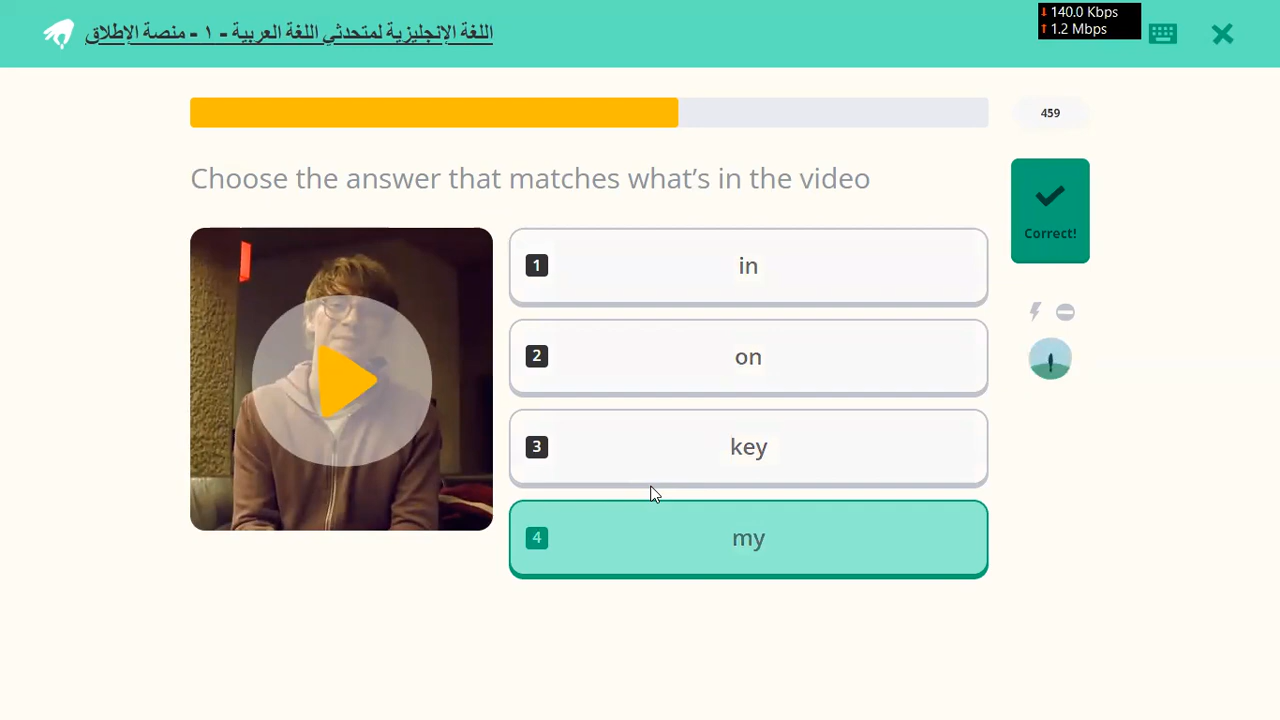 اللغة الإنجليزية لمتحدثي اللغة العربية - ١ - منصة الإطلاق
↓ 140.0 Kbps
↑ 1.2 Mbps
459
Choose the answer that matches what's in the video
Correct!
1 in
2 on
3 key
4 my